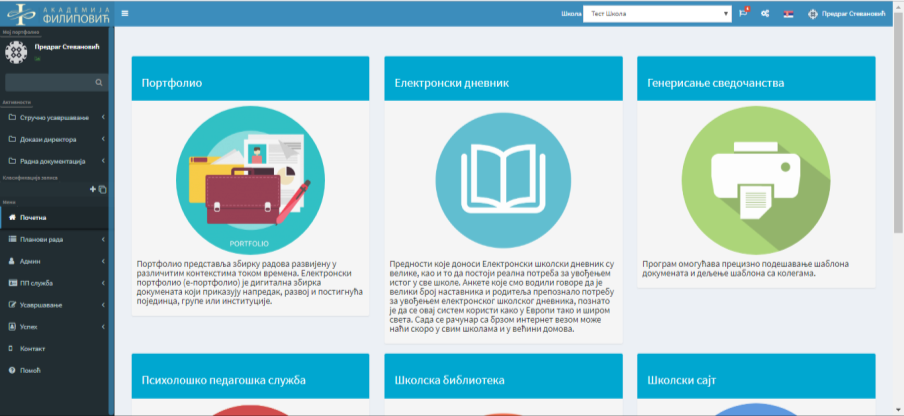 АКАДЕМИЈА
ФИЛИПОВИЋ
Школа
Тест Школа
Предраг Стевановић
Мој портфолио
Предраг Стевановић
Активности
Стручно усавршавање
Докази директора
Радна документација
Класификација записа
Мени
Почетна
Планови рада
Админ
ПП служба
Усавршавање
Успех
Контакт
Помоћ
Портфолио
PORTFOLIO
Портфолио представља збирку радова развијену у
различитим контекстима током времена. Електронски
портфолио (е-портфолио) је дигитална збирка
докумената који приказују напредак, развој и постигнућа
појединца, групе или институције.
Електронски дневник
Предности које доноси Електронски школски дневник су
велике, као и то да постоји реална потреба за увођењем
истог у све школе. Анкете које смо водили говоре да је
велики број наставника и родитеља препознало потребу
за увођењем електронског школског дневника, познато
је да се овај систем користи како у Европи тако и широм
света. Сада се рачунар са брзом интернет везом може
наћи скоро у свим школама и у већини домова.
Генерисање сведочанства
Програм омогућава прецизно подешавање шаблона
докумената и дељење шаблона са колегама.
Психолошко педагошка служба
Школска библиотека
Школски сајт